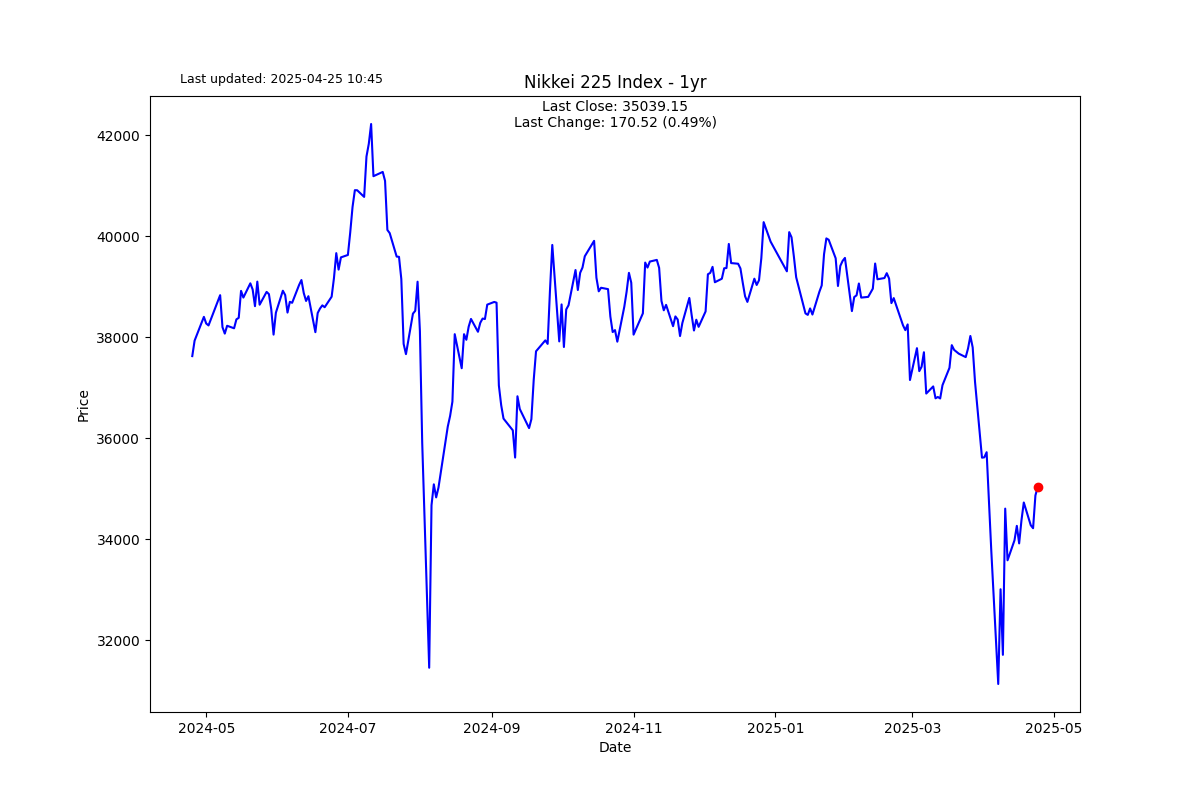 Last updated: 2025-04-25 10:45
Nikkei 225 Index - 1yr
Last Close: 35039.15
Last Change: 170.52 (0.49%)
42000
40000
38000
36000
34000
32000
Price
2024-05
2024-07
2024-09
2024-11
2025-01
2025-03
2025-05
Date